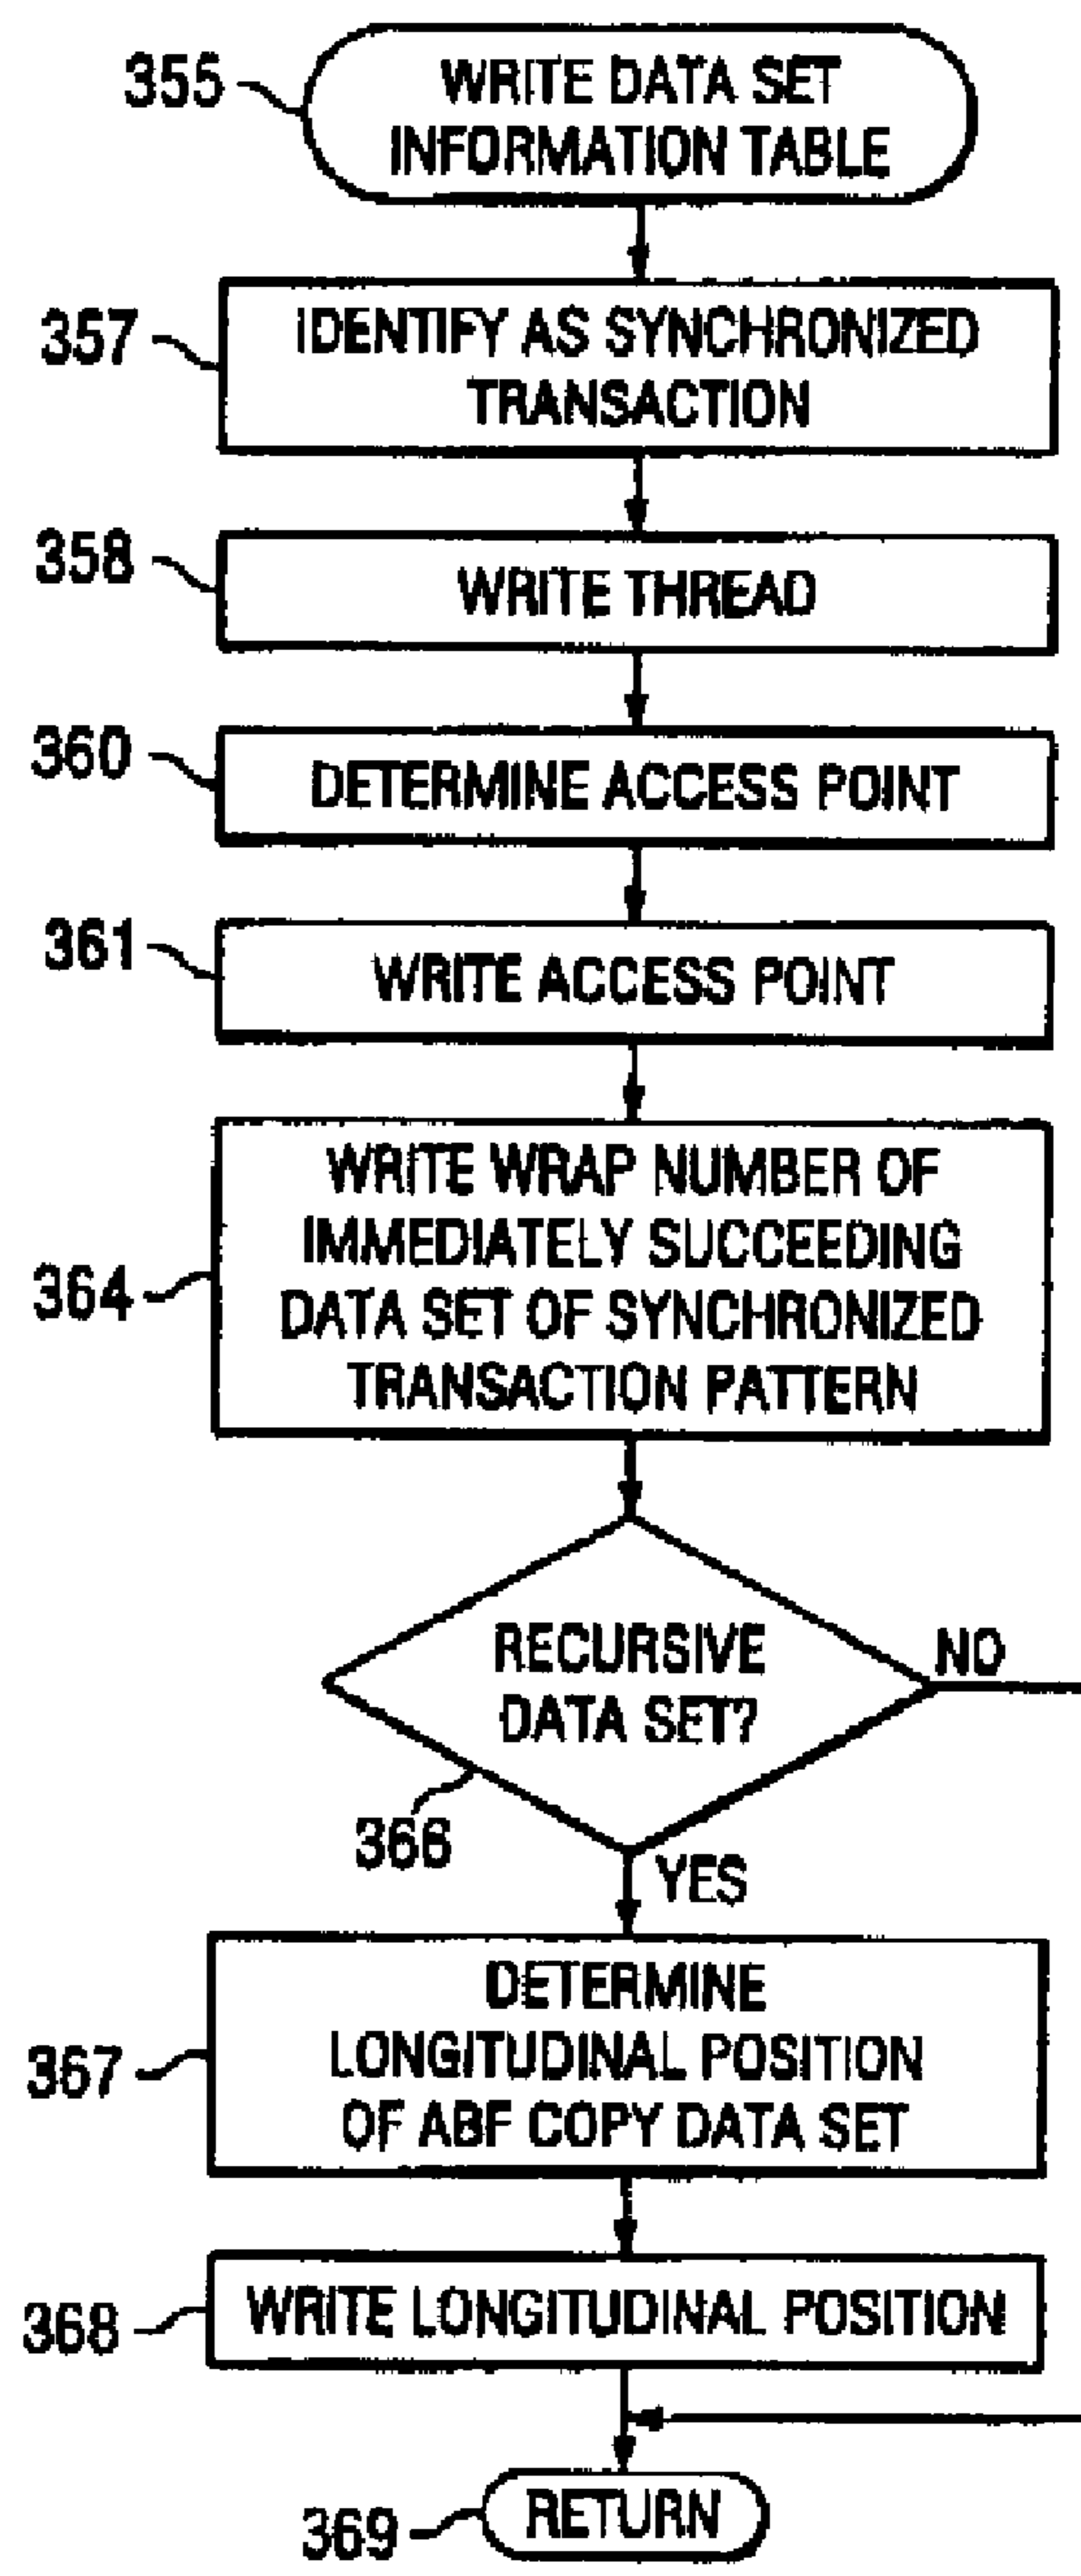 355
WRITE DATA SET
INFORMATION TABLE
357
IDENTIFY AS SYNCHRONIZED
TRANSACTION
358
WRITE THREAD
360
DETERMINE ACCESS POINT
361
WRITE ACCESS POINT
364
WRITE WRAP NUMBER OF
IMMEDIATELY SUCCEEDING
DATA SET OF SYNCHRONIZED
TRANSACTION PATTERN
RECURSIVE
DATA SET?
NO
366
YES
367
DETERMINE
LONGITUDINAL POSITION
OF ABF COPY DATA SET
368
WRITE LONGITUDINAL POSITION
369
RETURN